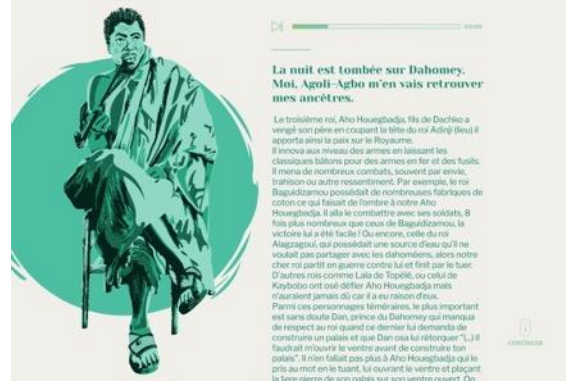 La nuit est tombée sur Dahomey.
Moi, Agoli-Agbo m'en vais retrouver
mes ancêtres.
Le troisième roi, Aho Houegbadja, fils de Dachko a
vengé son père en coupant la tête du roi Adinji (lieu) il
apporta ainsi la paix sur le Royaume.
Il innova aux niveau des armes en laissant les
classiques bâtons pour des armes en fer et des fusils.
Il mena de nombreux combats, souvent par envie,
trahison ou autre ressentiment. Par exemple, le roi
Baguidizamou possédait de nombreuses fabriques de
coton ce qui faisait de l'ombre à notre Aho
Houegbadja. Il alla le combattre avec ses soldats, 8
fois plus nombreux que ceux de Baguidizamou, la
victoire lui a été facile ! Ou encore, celle du roi
Alagzagoui, qui possédait une source d'eau qu'il ne
voulait pas partager avec les dahoméens, alors notre
cher roi partit en guerre contre lui et finit par le tuer.
D'autres rois comme Lala de Topélé, ou celui de
Kaybobo ont osé défier Aho Houegbadja mais
n'auraient jamais dû car il a eu raison d'eux.
Parmi ces personnages téméraires, le plus important
est sans doute Dan, prince du Dahomey qui manqua
de respect au roi quand ce dernier lui demanda de
construire un palais et que Dan osa lui rétorquer "(...) il
faudrait m'ouvrir le ventre avant de construire ton
palais". Il n'en fallait pas plus à Aho Houegbadja qui le
pris au mot en le tuant, lui ouvrant le ventre et plaçant
la 1ere pierre de son palais sur son ventre ouvert. On
CONTINUER